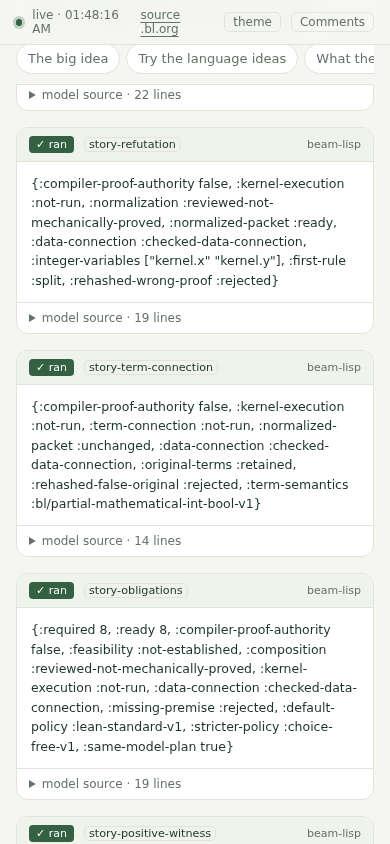 live · 01:48:16 AM
source .bl.org
theme
Comments
The big idea
Try the language ideas
What the
▶ model source · 22 lines
✓ ran
story-refutation
beam-lisp
{:compiler-proof-authority false, :kernel-execution
:not-run, :normalization :reviewed-not-
mechanically-proved, :normalized-packet :ready,
:data-connection :checked-data-connection,
:integer-variables ["kernel.x" "kernel.y"], :first-rule
:split, :rehashed-wrong-proof :rejected}
▶ model source · 19 lines
✓ ran
story-term-connection
beam-lisp
{:compiler-proof-authority false, :kernel-execution
:not-run, :term-connection :not-run, :normalized-
packet :unchanged, :data-connection :checked-
data-connection, :original-terms :retained,
:rehashed-false-original :rejected, :term-semantics
:bl/partial-mathematical-int-bool-v1}
▶ model source · 14 lines
✓ ran
story-obligations
beam-lisp
{:required 8, :ready 8, :compiler-proof-authority
false, :feasibility :not-established, :composition
:reviewed-not-mechanically-proved, :kernel-
execution :not-run, :data-connection :checked-data-
connection, :missing-premise :rejected, :default-
policy :lean-standard-v1, :stricter-policy :choice-
free-v1, :same-model-plan true}
▶ model source · 19 lines
✓ ran
story-positive-witness
beam-lisp